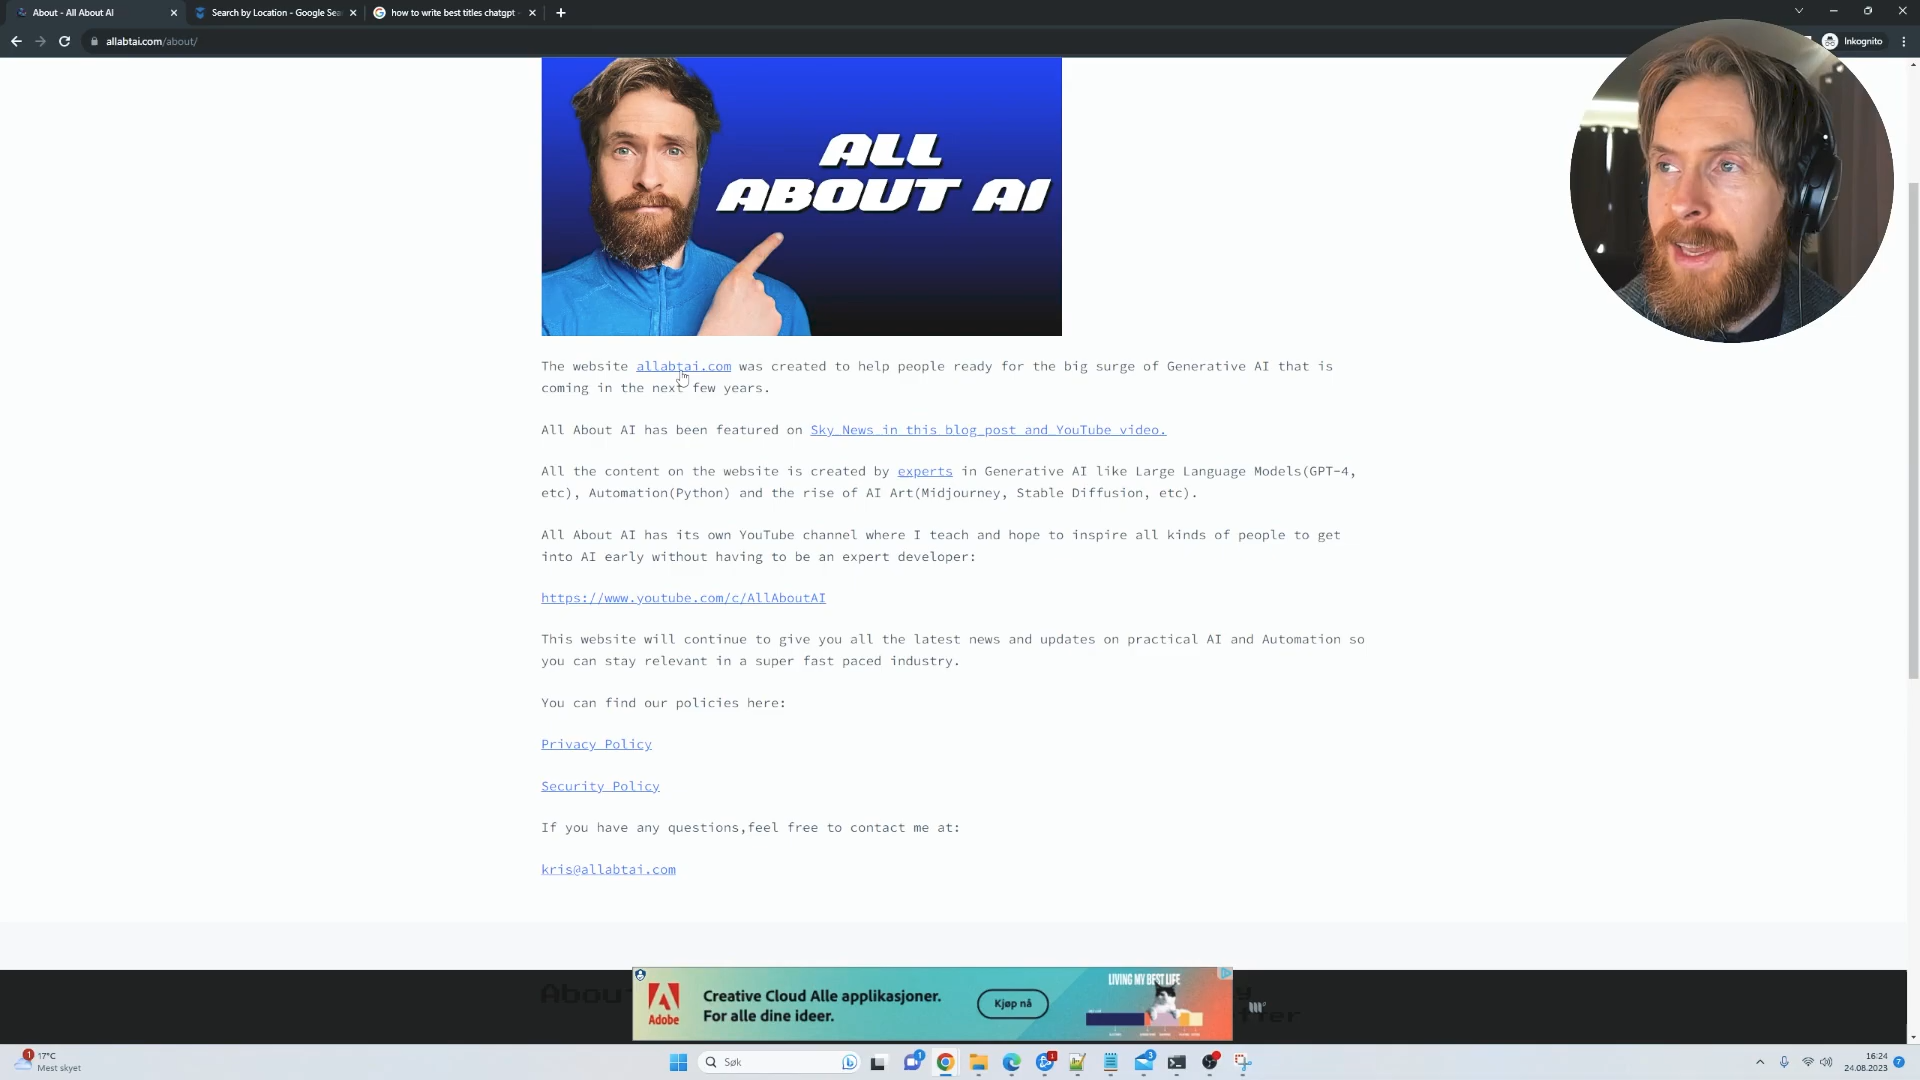 About - All About AI
Search by Location - Google Sea
how to write best titles chatgpt
allabtai.com/about/
Inkognito
ALL
ABOUT AI
The website allabtai.com was created to help people ready for the big surge of Generative AI that is
coming in the next few years.
All About AI has been featured on Sky News in this blog post and YouTube video.
All the content on the website is created by experts in Generative AI like Large Language Models(GPT-4,
etc), Automation(Python) and the rise of AI Art(Midjourney, Stable Diffusion, etc).
All About AI has its own YouTube channel where I teach and hope to inspire all kinds of people to get
into AI early without having to be an expert developer:
https://www.youtube.com/c/AllAboutAI
This website will continue to give you all the latest news and updates on practical AI and Automation so
you can stay relevant in a super fast paced industry.
You can find our policies here:
Privacy Policy
Security Policy
If you have any questions,feel free to contact me at:
kris@allabtai.com
Adobe
Creative Cloud Alle applikasjoner.
For alle dine ideer.
Kjøp nå
LIVING MY BEST LIFE
1
17°C
Mest skyet
Søk
1
1
3
16:24
24.08.2023
7